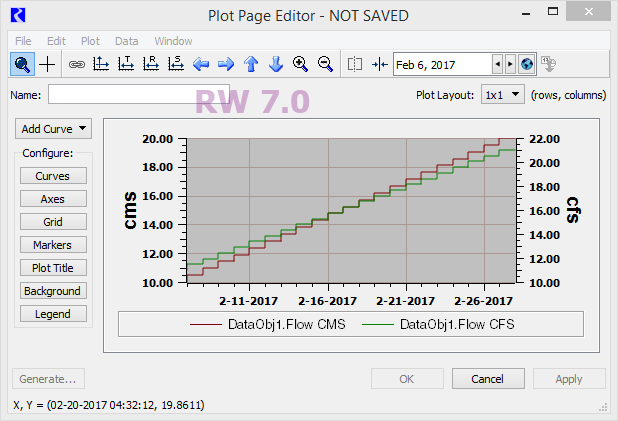 Plot Page Editor - NOT SAVED
File Edit Plot Data Window
T R S Feb 6, 2017
Name: Plot Layout: 1x1 (rows, columns)
RW 7.0
Add Curve
Configure:
Curves
Axes
Grid
Markers
Plot Title
Background
Legend
cms
20.00
18.00
16.00
14.00
12.00
10.00
22.00
20.00
18.00
16.00
14.00
12.00
10.00
cfs
2-11-2017 2-16-2017 2-21-2017 2-26-2017
DataObj1.Flow CMS DataObj1.Flow CFS
Generate... OK Cancel Apply
X, Y = (02-20-2017 04:32:12, 19.8611)